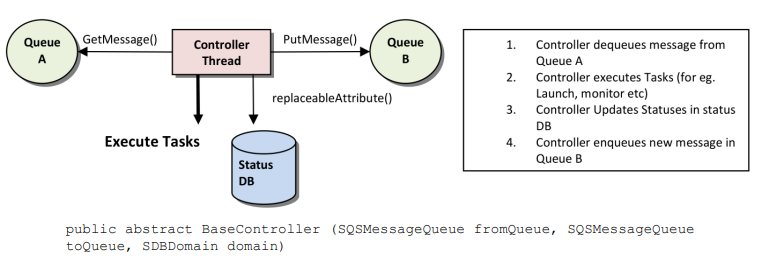 Queue
A
GetMessage()
Controller
Thread
PutMessage()
Queue
B
replaceableAttribute()
Execute Tasks
Status
DB
1. Controller dequeues message from
Queue A
2. Controller executes Tasks (for eg.
Launch, monitor etc)
3. Controller Updates Statuses in status
DB
4. Controller enqueues new message in
Queue B
public abstract BaseController (SQSMessageQueue fromQueue, SQSMessageQueue
toQueue, SDBDomain domain)